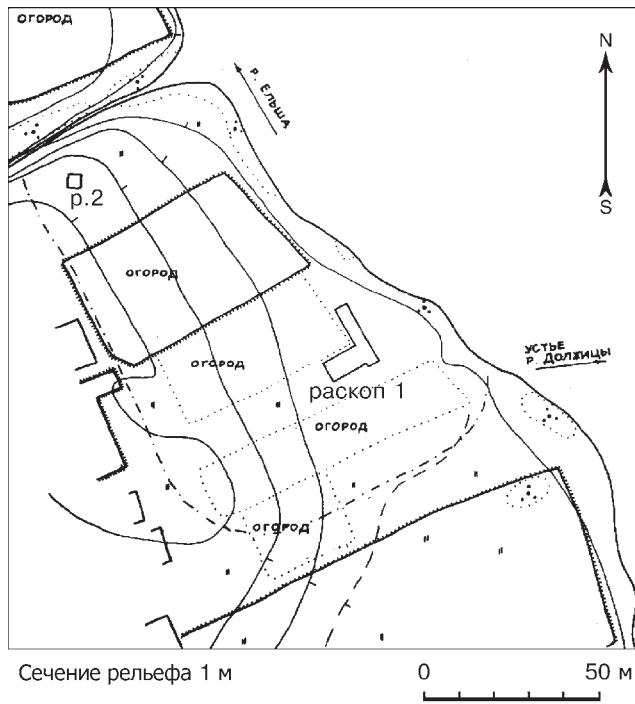 ОГОРОД
N
р. ЕЛЬША
S
р.2
ОГОРОД
ОГОРОД
УСТЬЕ
р. ДОЛЖИЦЫ
раскоп 1
ОГОРОД
ОГОРОД
Сечение рельефа 1 м
0 50 м